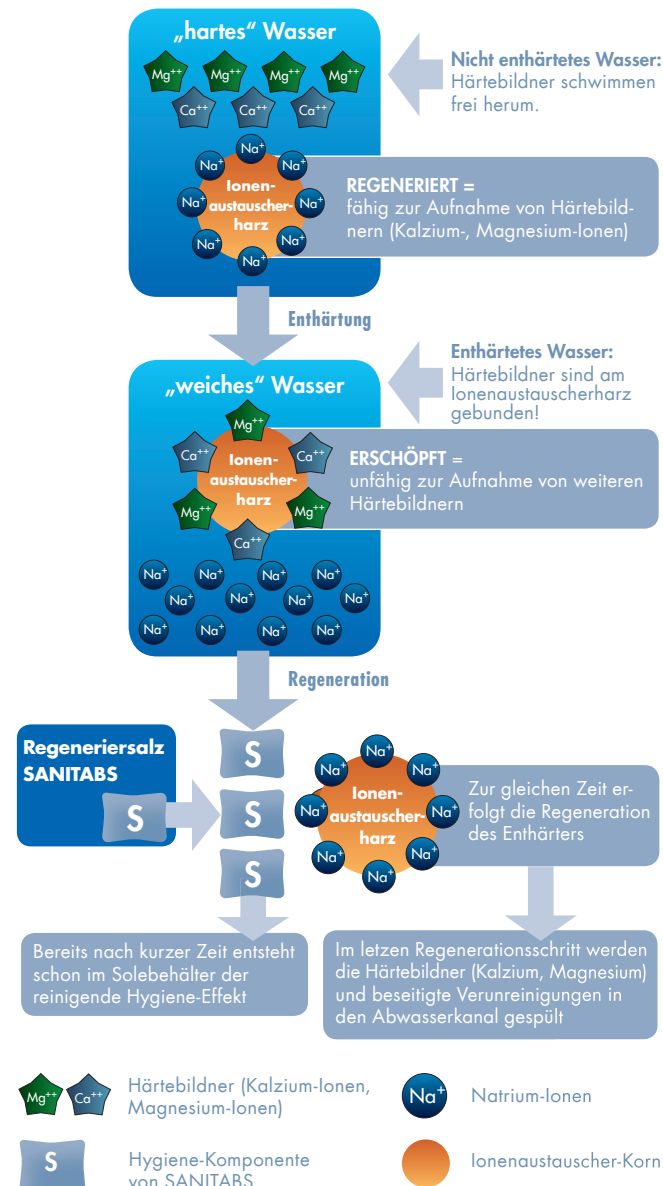 „hartes“ Wasser
Mg++ Mg++ Mg++ Mg++
Ca++ Ca++ Ca++
Nicht enthärtetes Wasser:
Härtebildner schwimmen
frei herum.
Na+
Na+ Na+
Na+ Na+
Na+ Na+
Na+
Ionen-
austauscher-
harz
REGENERIERT =
fähig zur Aufnahme von Härtebild-
nern (Kalzium-, Magnesium-Ionen)
Enthärtung
„weiches“ Wasser
Enthärtetes Wasser:
Härtebildner sind am
Ionenaustauscherharz
gebunden!
Mg++
Ca++ Ca++
Mg++ Mg++
Ca++
Ionen-
austauscher-
harz
ERSCHÖPFT =
unfähig zur Aufnahme von weiteren
Härtebildnern
Na+ Na+ Na+ Na+
Na+ Na+ Na+ Na+
Na+ Na+ Na+ Na+
Regeneration
Regeneriersalz
SANITABS
S
S
S
S
Na+
Na+ Na+
Na+ Na+
Na+ Na+
Na+
Ionen-
austauscher-
harz
Zur gleichen Zeit er-
folgt die Regeneration
des Enthärters
Bereits nach kurzer Zeit entsteht
schon im Solebehälter der
reinigende Hygiene-Effekt
Im letzen Regenerationsschritt werden
die Härtebildner (Kalzium, Magnesium)
und beseitigte Verunreinigungen in
den Abwasserkanal gespült
Mg++ Ca++
Härtebildner (Kalzium-Ionen,
Magnesium-Ionen)
Na+
Natrium-Ionen
S
Hygiene-Komponente
von SANITABS
Ionenaustauscher-Korn